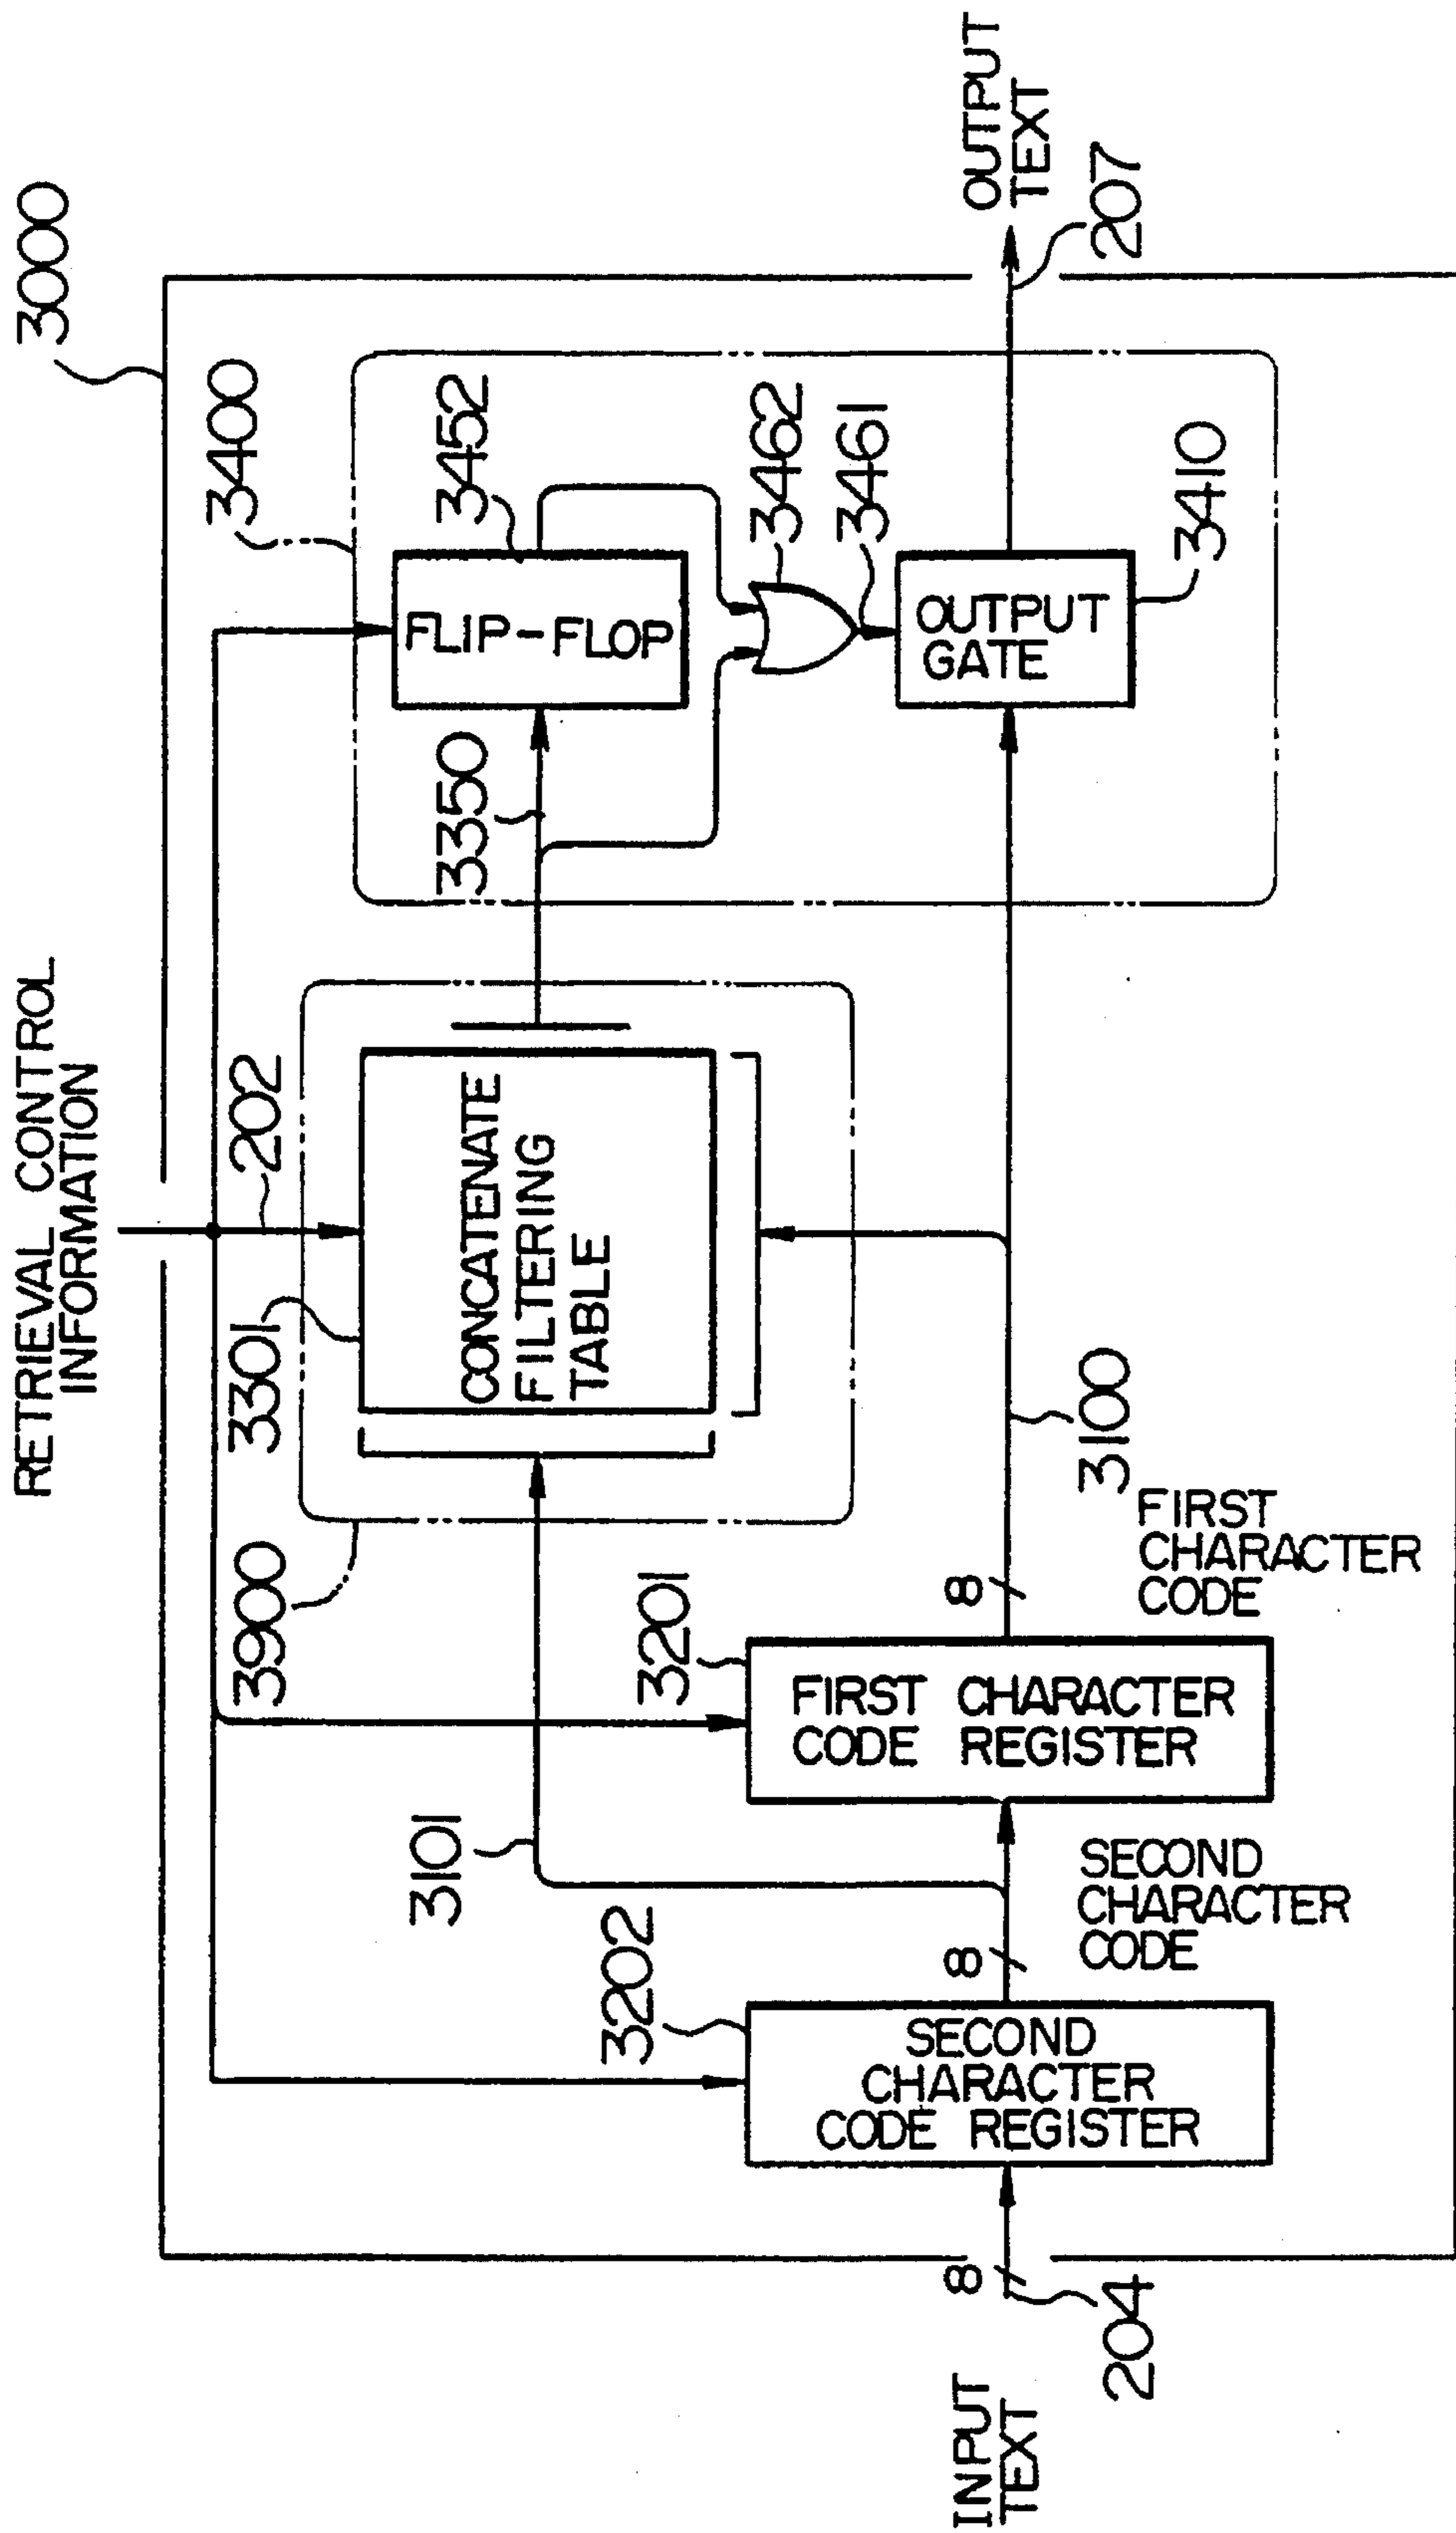 3000
RETRIEVAL CONTROL
INFORMATION
202
3301
3400
3452
FLIP-FLOP
3350
3462
3461
OUTPUT
GATE
3410
OUTPUT
TEXT
207
CONCATENATE
FILTERING
TABLE
3900
3101
3201
3202
8
FIRST
CHARACTER
CODE
3100
FIRST CHARACTER
CODE REGISTER
8
SECOND
CHARACTER
CODE
SECOND
CHARACTER
CODE REGISTER
8
204
INPUT
TEXT